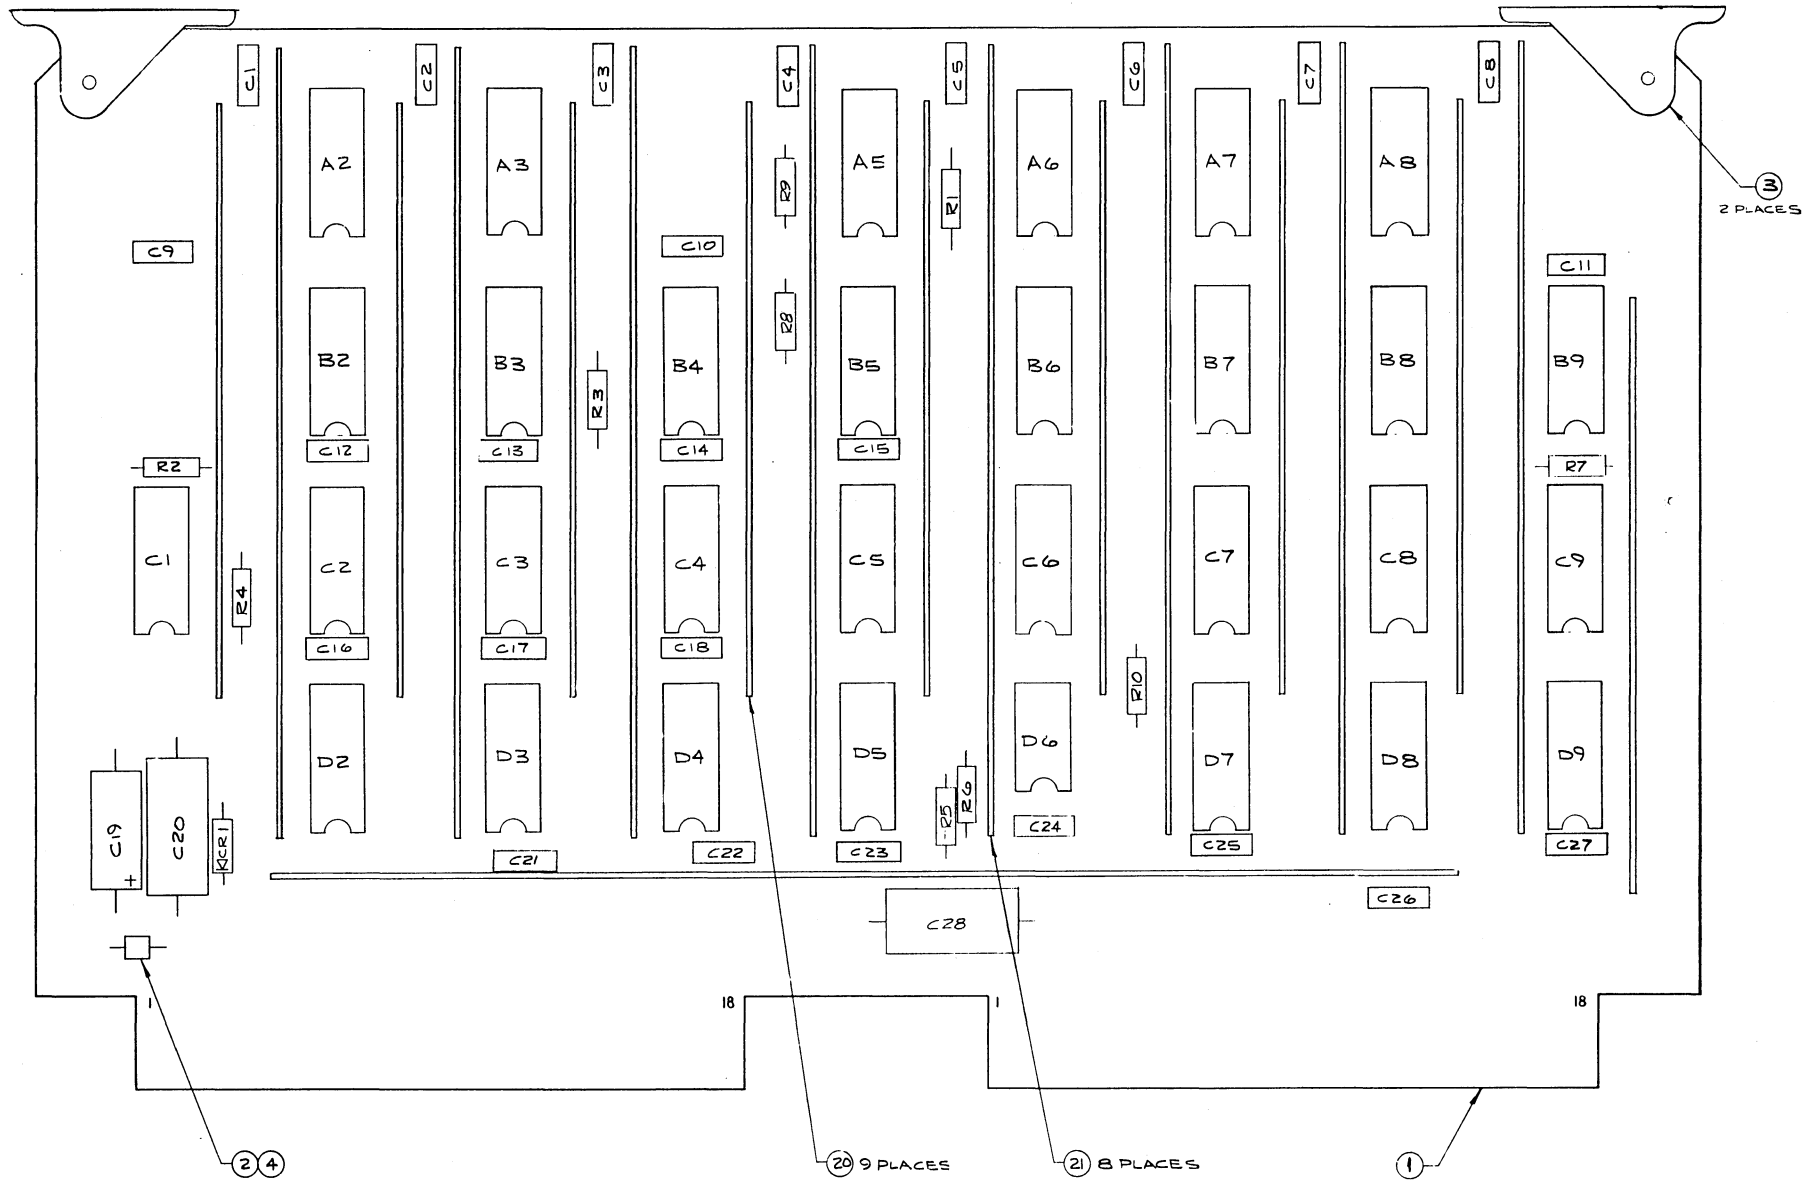 C1
C2
C3
C4
C5
C6
C7
C8
A2
A3
A5
A6
A7
A8
3
2 PLACES
R9
R1
C9
C10
C11
R8
B2
B3
B4
B5
B6
B7
B8
B9
R3
C12
C13
C14
C15
R2
R7
C1
C2
C3
C4
C5
C6
C7
C8
C9
R4
C16
C17
C18
R10
D2
D3
D4
D5
D6
D7
D8
D9
C19
+
C20
CR1
R5
R6
C21
C22
C23
C24
C25
C27
C26
C28
1
18
1
18
2 4
20 9 PLACES
21 8 PLACES
1